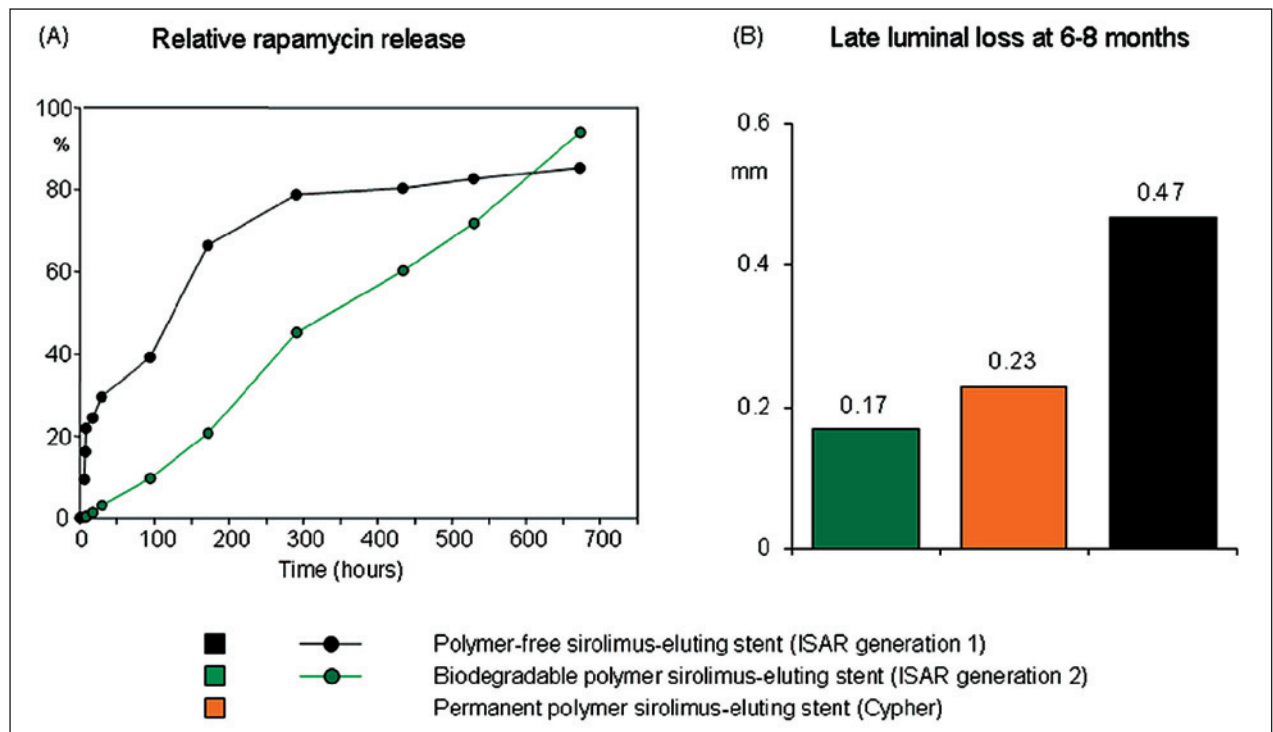 (A) Relative rapamycin release
(B) Late luminal loss at 6-8 months
100
%
80
60
40
20
0
0 100 200 300 400 500 600 700
Time (hours)
0.6
mm
0.4
0.2
0
0.17
0.23
0.47
Polymer-free sirolimus-eluting stent (ISAR generation 1)
Biodegradable polymer sirolimus-eluting stent (ISAR generation 2)
Permanent polymer sirolimus-eluting stent (Cypher)